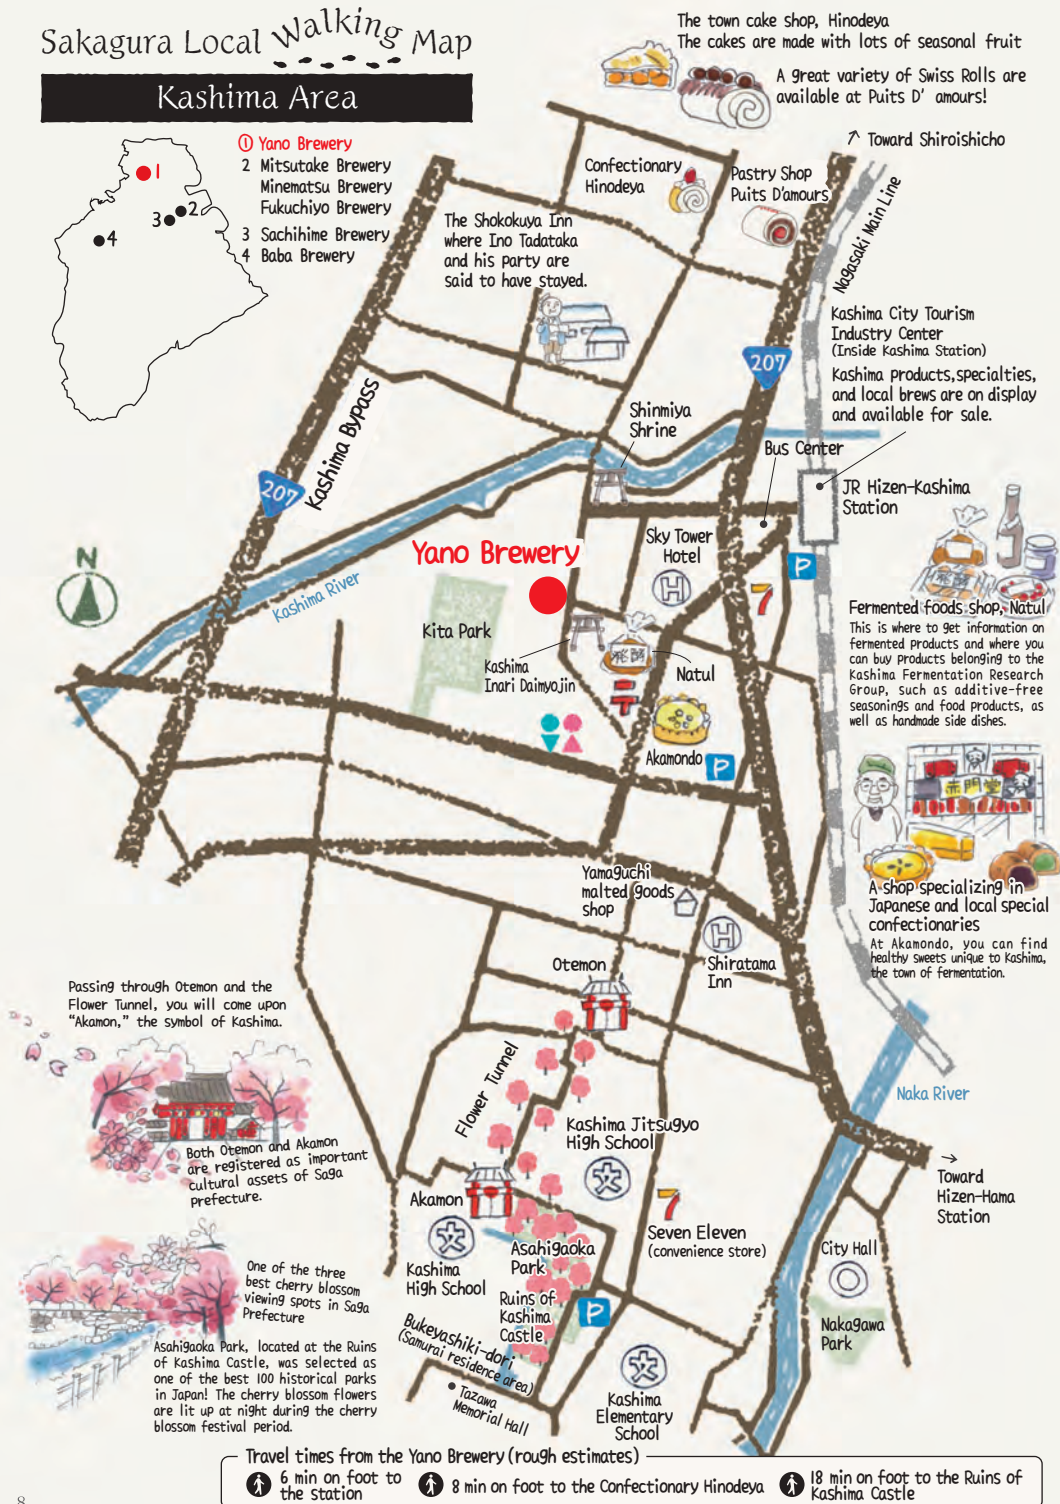 Sakagura Local Walking Map
Kashima Area
① Yano Brewery
2 Mitsutake Brewery
Minematsu Brewery
Fukuchiyo Brewery
3 Sachihime Brewery
4 Baba Brewery
1
2
3
4
The town cake shop, Hinodeya
The cakes are made with lots of seasonal fruit
A great variety of Swiss Rolls are
available at Puits D' amours!
Toward Shiroishicho
Confectionary
Hinodeya
Pastry Shop
Puits D'amours
Nagasaki Main Line
The Shokokuya Inn
where Ino Tadataka
and his party are
said to have stayed.
Kashima City Tourism
Industry Center
(Inside Kashima Station)
Kashima products,specialties,
and local brews are on display
and available for sale.
207
Kashima Bypass
Shinmiya
Shrine
Bus Center
207
JR Hizen-Kashima
Station
Sky Tower
Hotel
H
Yano Brewery
N
Kashima River
P
7
Kita Park
Kashima
Inari Daimyojin
発酵
Natul
Fermented foods shop, Natul
This is where to get information on
fermented products and where you
can buy products belonging to the
Kashima Fermentation Research
Group, such as additive-free
seasonings and food products, as
well as handmade side dishes.
Akamondo
P
赤門堂
A shop specializing in
Japanese and local special
confectionaries
At Akamondo, you can find
healthy sweets unique to Kashima,
the town of fermentation.
Yamaguchi
malted goods
shop
H
Shiratama
Inn
Otemon
Passing through Otemon and the
Flower Tunnel, you will come upon
"Akamon," the symbol of Kashima.
Flower Tunnel
Naka River
Kashima Jitsugyo
High School
文
Both Otemon and Akamon
are registered as important
cultural assets of Saga
prefecture.
Akamon
文
Kashima
High School
7
Seven Eleven
(convenience store)
Toward
Hizen-Hama
Station
Asahigaoka
Park
City Hall
Ruins of
Kashima
Castle
P
Nakagawa
Park
One of the three
best cherry blossom
viewing spots in Saga
Prefecture
Asahigaoka Park, located at the Ruins
of Kashima Castle, was selected as
one of the best 100 historical parks
in Japan! The cherry blossom flowers
are lit up at night during the cherry
blossom festival period.
Bukeyashiki-dori
(Samurai residence area)
Tazawa
Memorial Hall
文
Kashima
Elementary
School
Travel times from the Yano Brewery (rough estimates)
6 min on foot to
the station
8 min on foot to the Confectionary Hinodeya
18 min on foot to the Ruins of
Kashima Castle
8